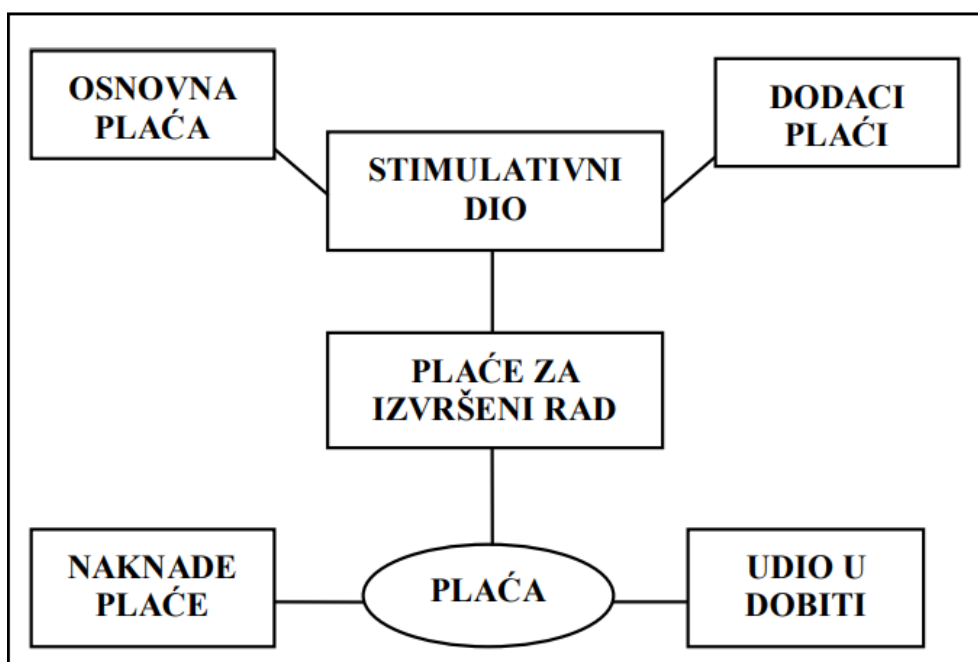 OSNOVNA
PLAĆA
DODACI
PLAĆI
STIMULATIVNI
DIO
PLAĆE ZA
IZVRŠENI RAD
NAKNADE
PLAĆE
PLAĆA
UDIO U
DOBITI